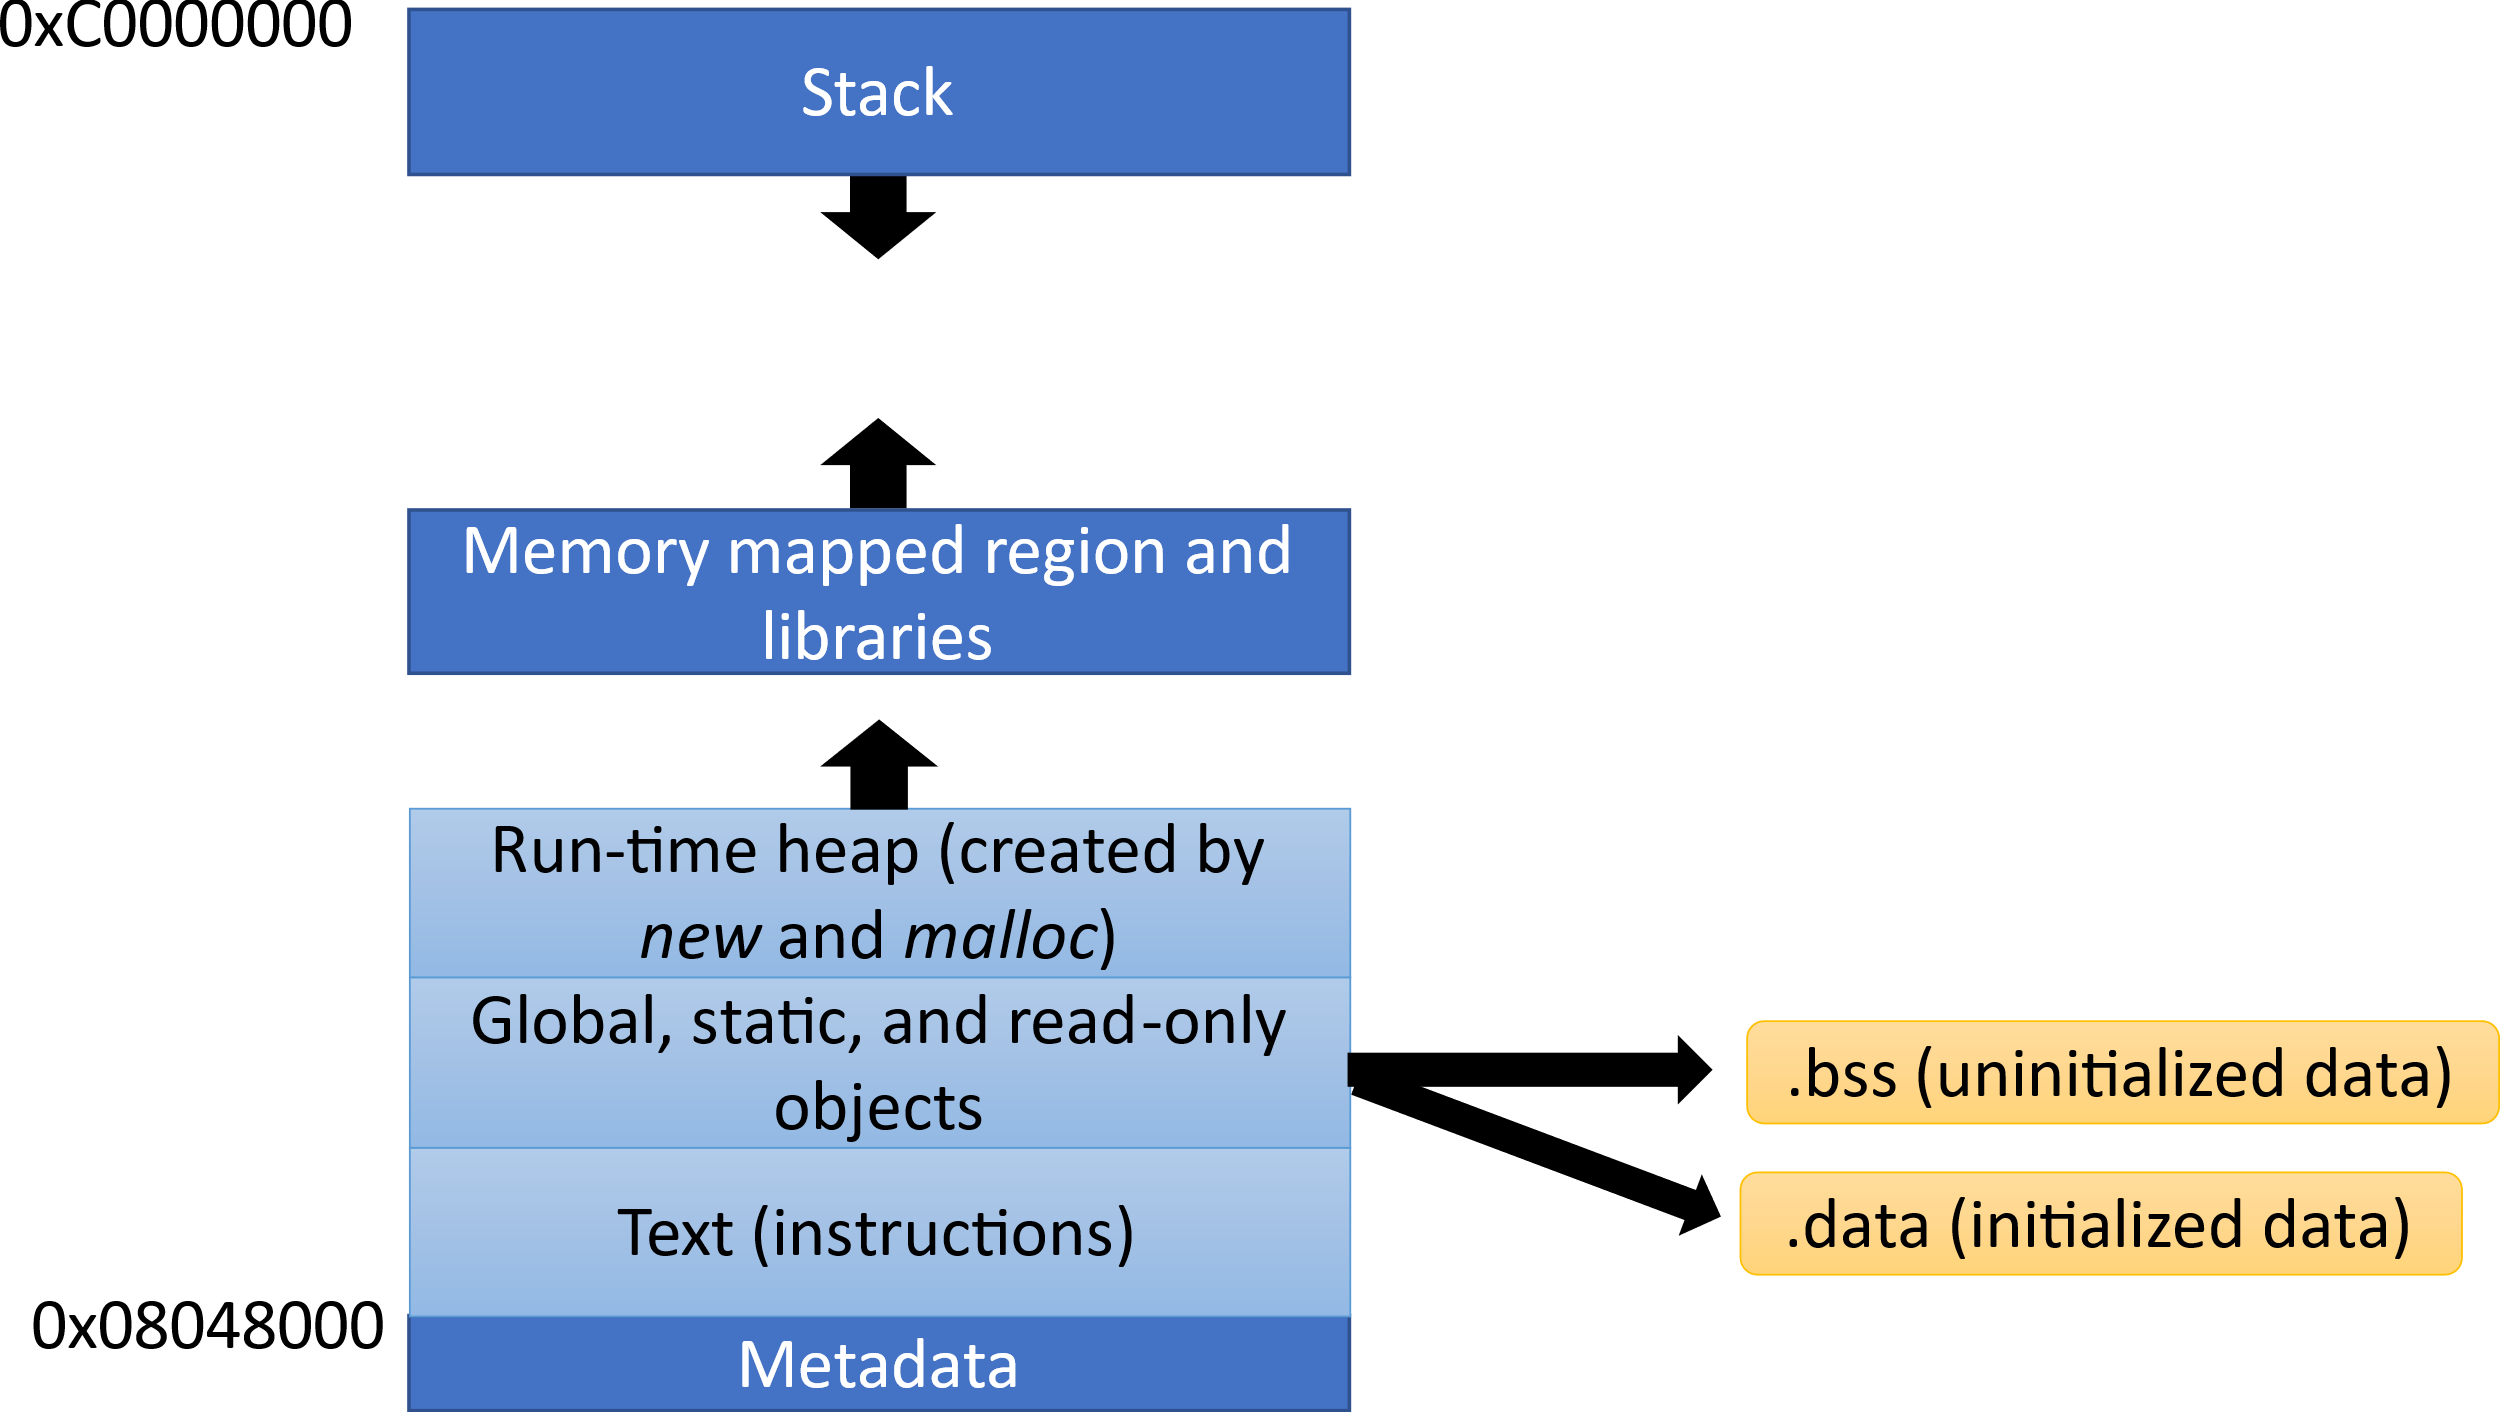 0xC0000000
Stack
Memory mapped region and
libraries
Run-time heap (created by
new and malloc)
Global, static, and read-only
objects
.bss (uninitialized data)
.data (initialized data)
Text (instructions)
0x08048000
Metadata